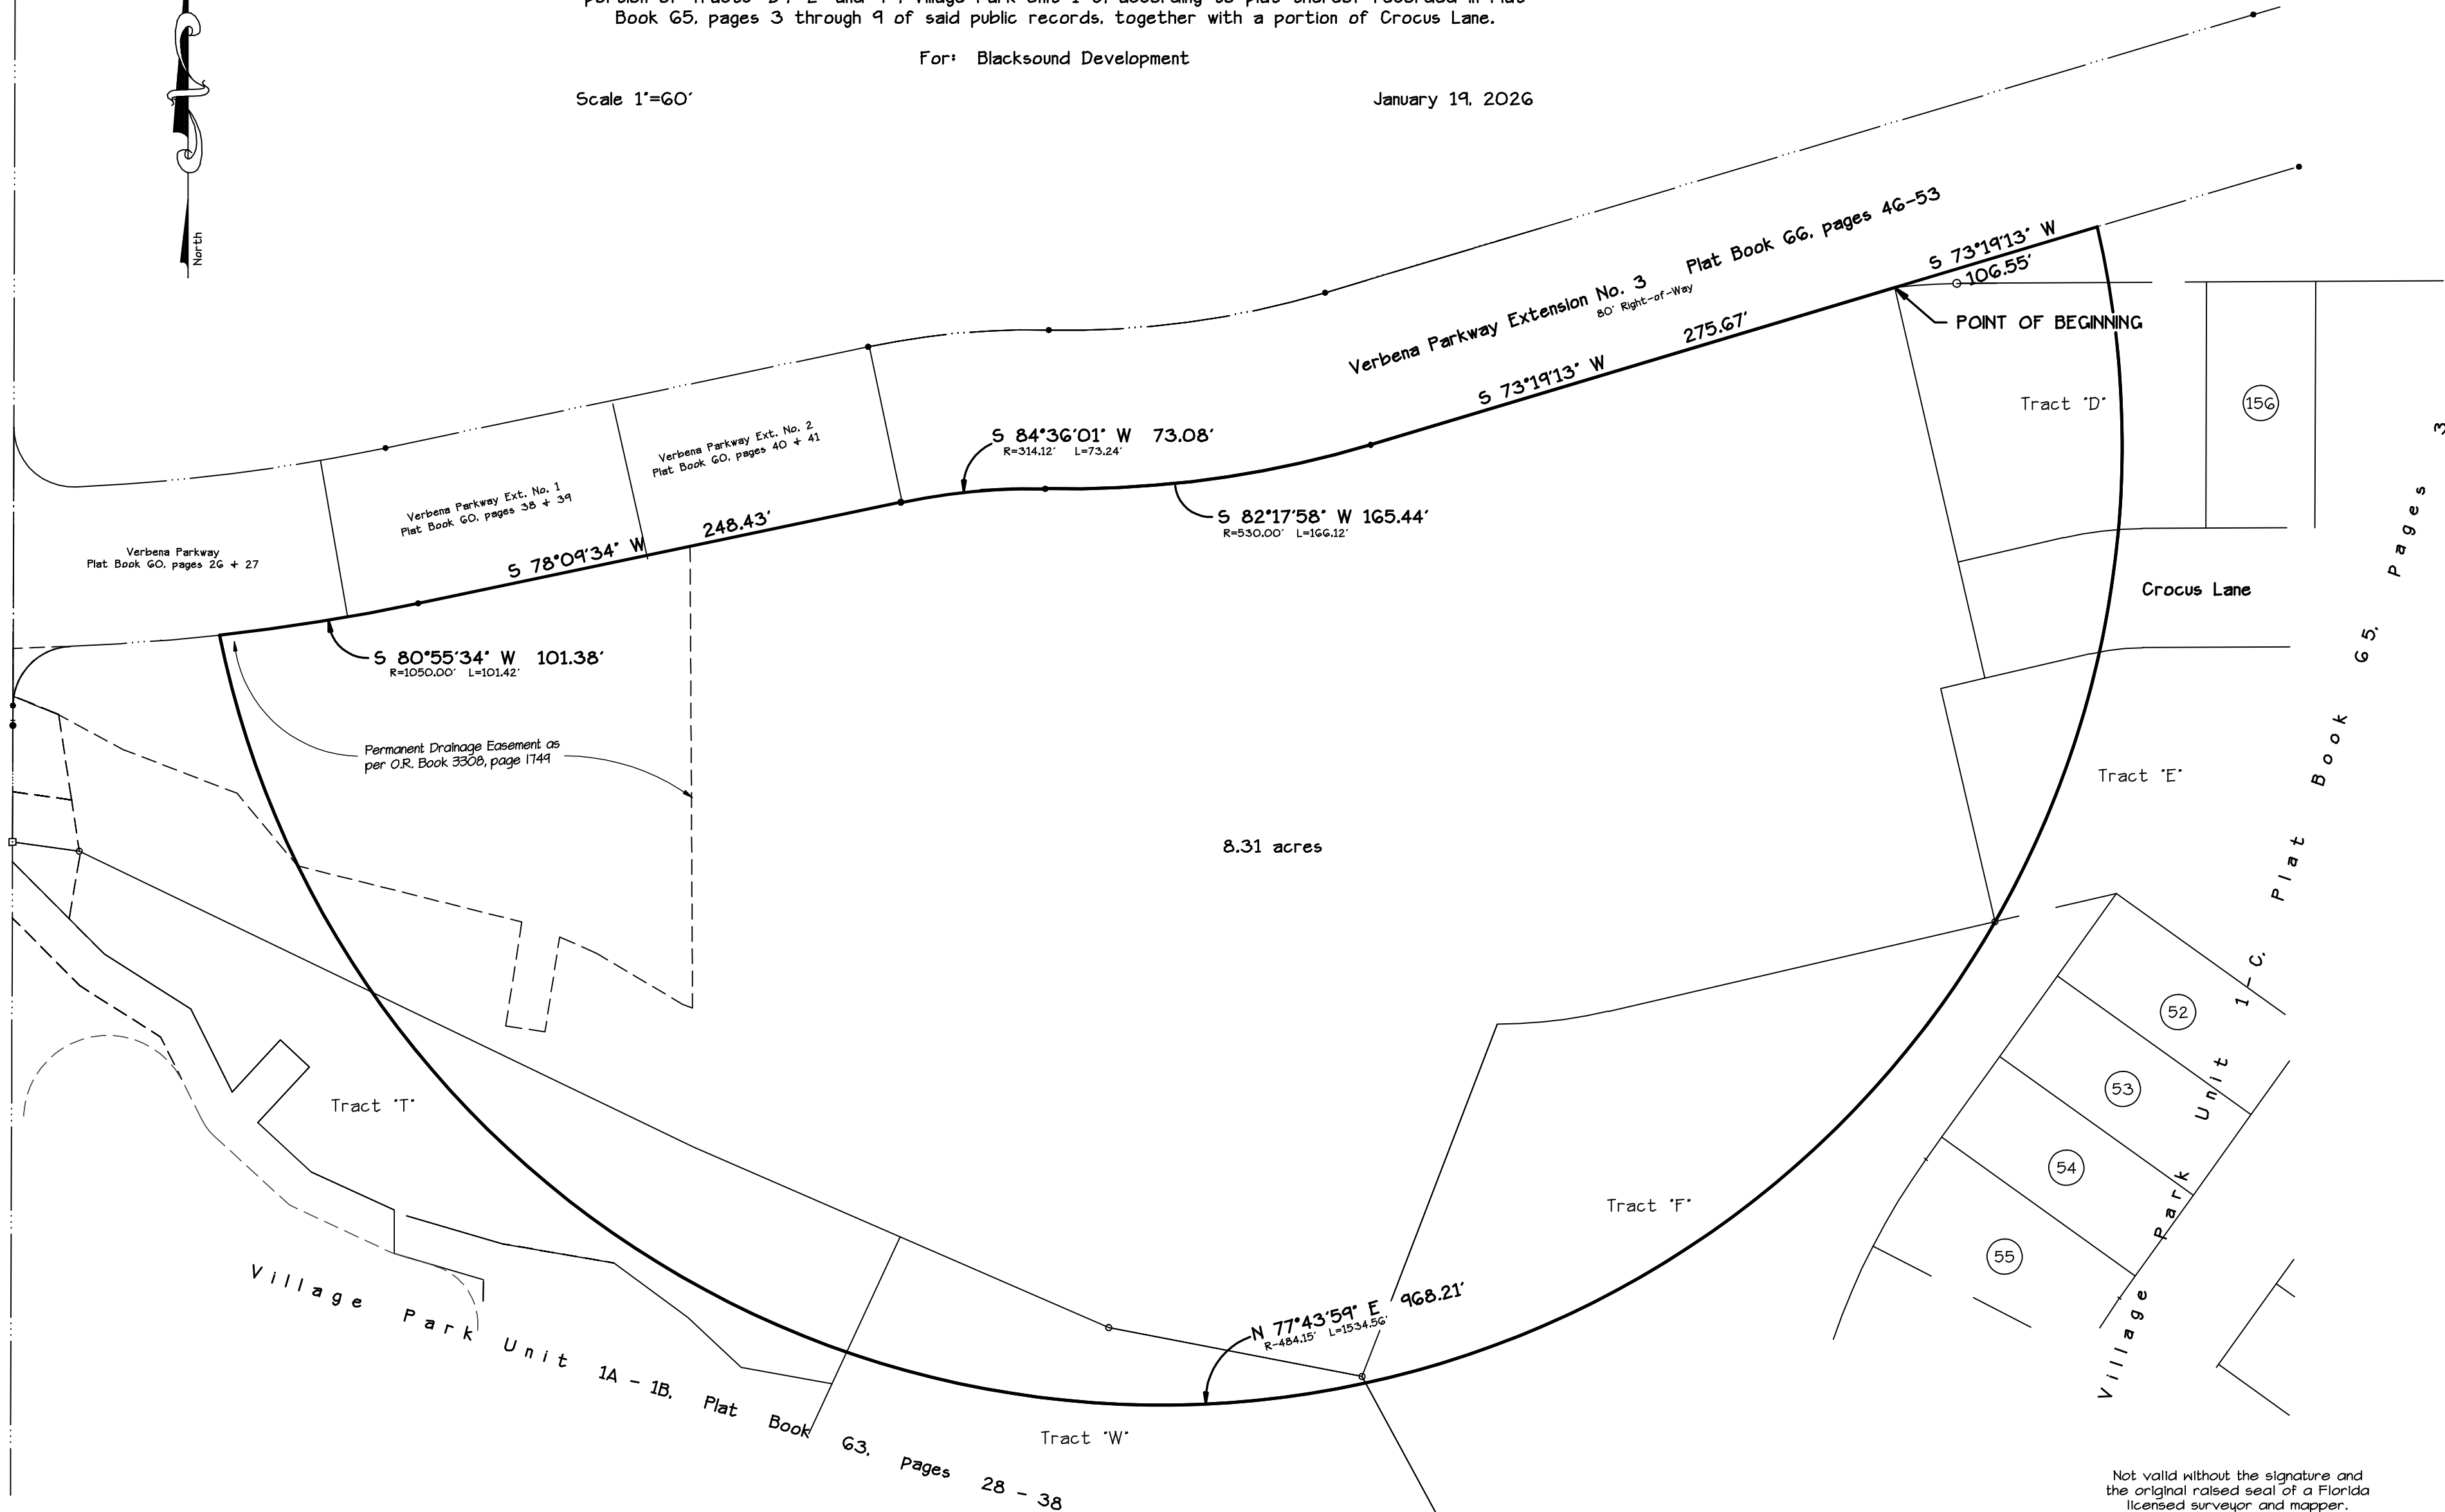 Book 65, pages 3 through 9 of said public records, together with a portion of Crocus Lane.
For: Blacksound Development
Scale 1"=60'
January 19, 2026
North
Verbena Parkway Extension No. 3 Plat Book 66, pages 46-53
80' Right-of-Way
S 73°19'13" W
106.55'
POINT OF BEGINNING
275.67'
S 73°19'13" W
Tract "D"
156
S 84°36'01" W 73.08'
R=314.12' L=73.24'
Verbena Parkway Ext. No. 2
Plat Book 60, pages 40 & 41
Verbena Parkway Ext. No. 1
Plat Book 60, pages 38 & 39
Verbena Parkway
Plat Book 60, pages 26 & 27
S 78°09'34" W
248.43'
S 82°17'58" W 165.44'
R=530.00' L=166.12'
Crocus Lane
S 80°55'34" W 101.38'
R=1050.00' L=101.42'
Permanent Drainage Easement as
per O.R. Book 3308, page 1749
Tract "E"
8.31 acres
52
53
54
55
Tract "T"
Tract "F"
N 77°43'59" E 968.21'
R-484.15' L=1534.56'
Village Park Unit 1A - 1B, Plat Book 63, pages 28 - 38
Village Park Unit 1-C, Plat Book 65, Pages 3
Tract "W"
Not valid without the signature and
the original raised seal of a Florida
licensed surveyor and mapper.